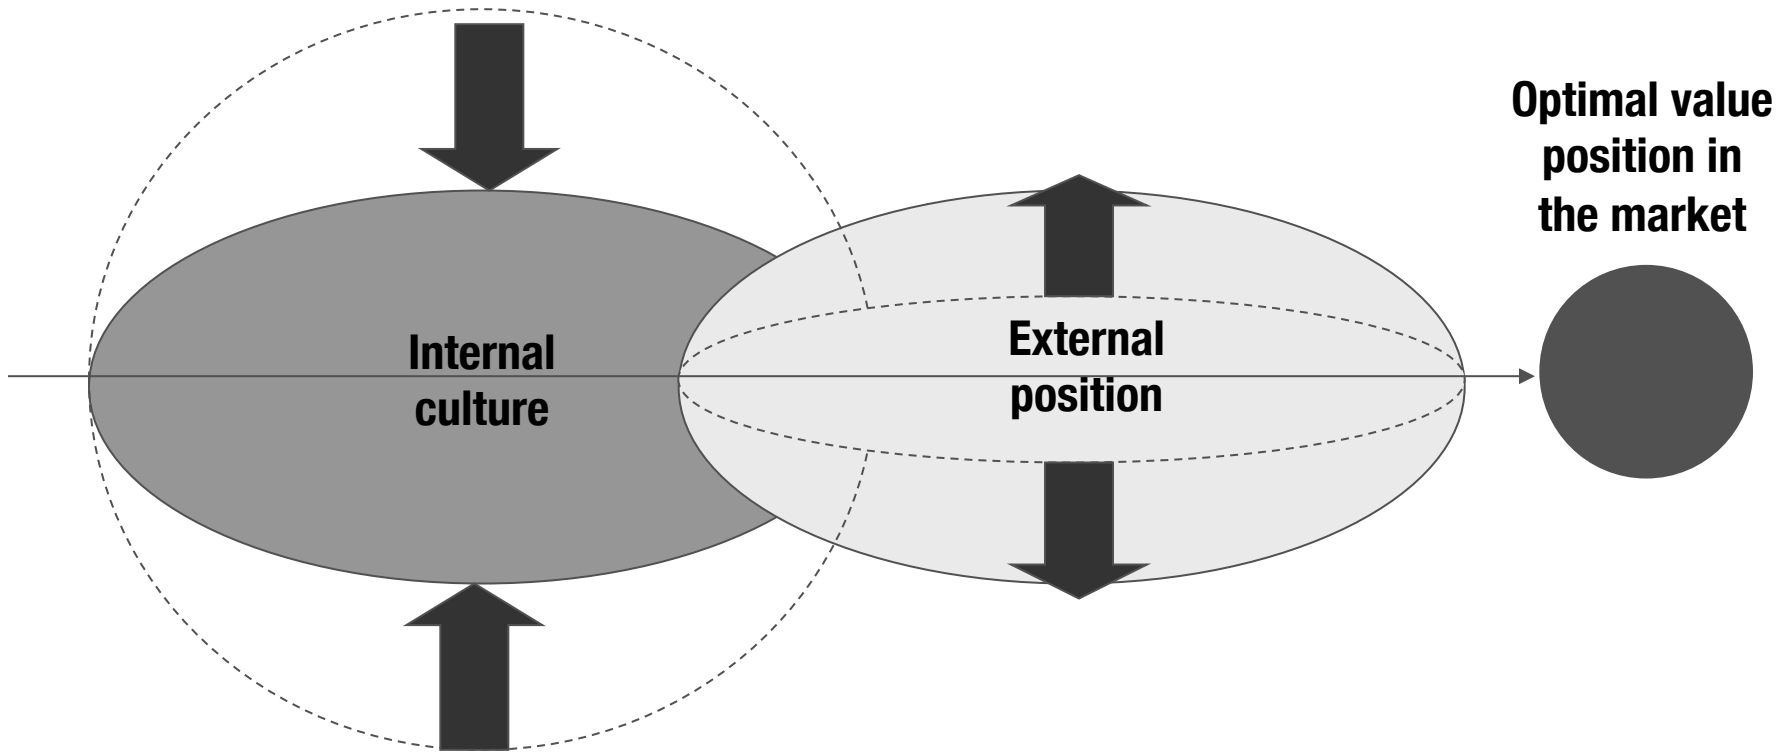 Optimal value
position in
the market
Internal
culture
External
position